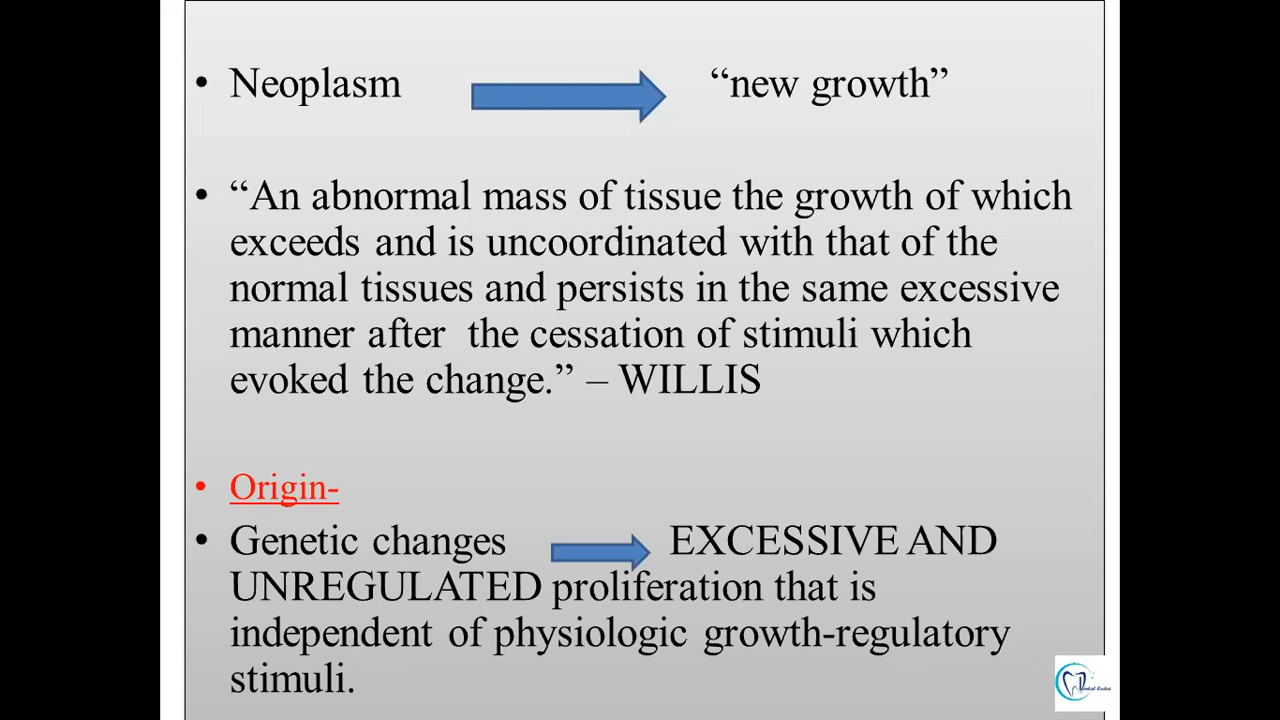 • Neoplasm “new growth”
• “An abnormal mass of tissue the growth of which
exceeds and is uncoordinated with that of the
normal tissues and persists in the same excessive
manner after the cessation of stimuli which
evoked the change.” – WILLIS
• Origin-
• Genetic changes EXCESSIVE AND
UNREGULATED proliferation that is
independent of physiologic growth-regulatory
stimuli.